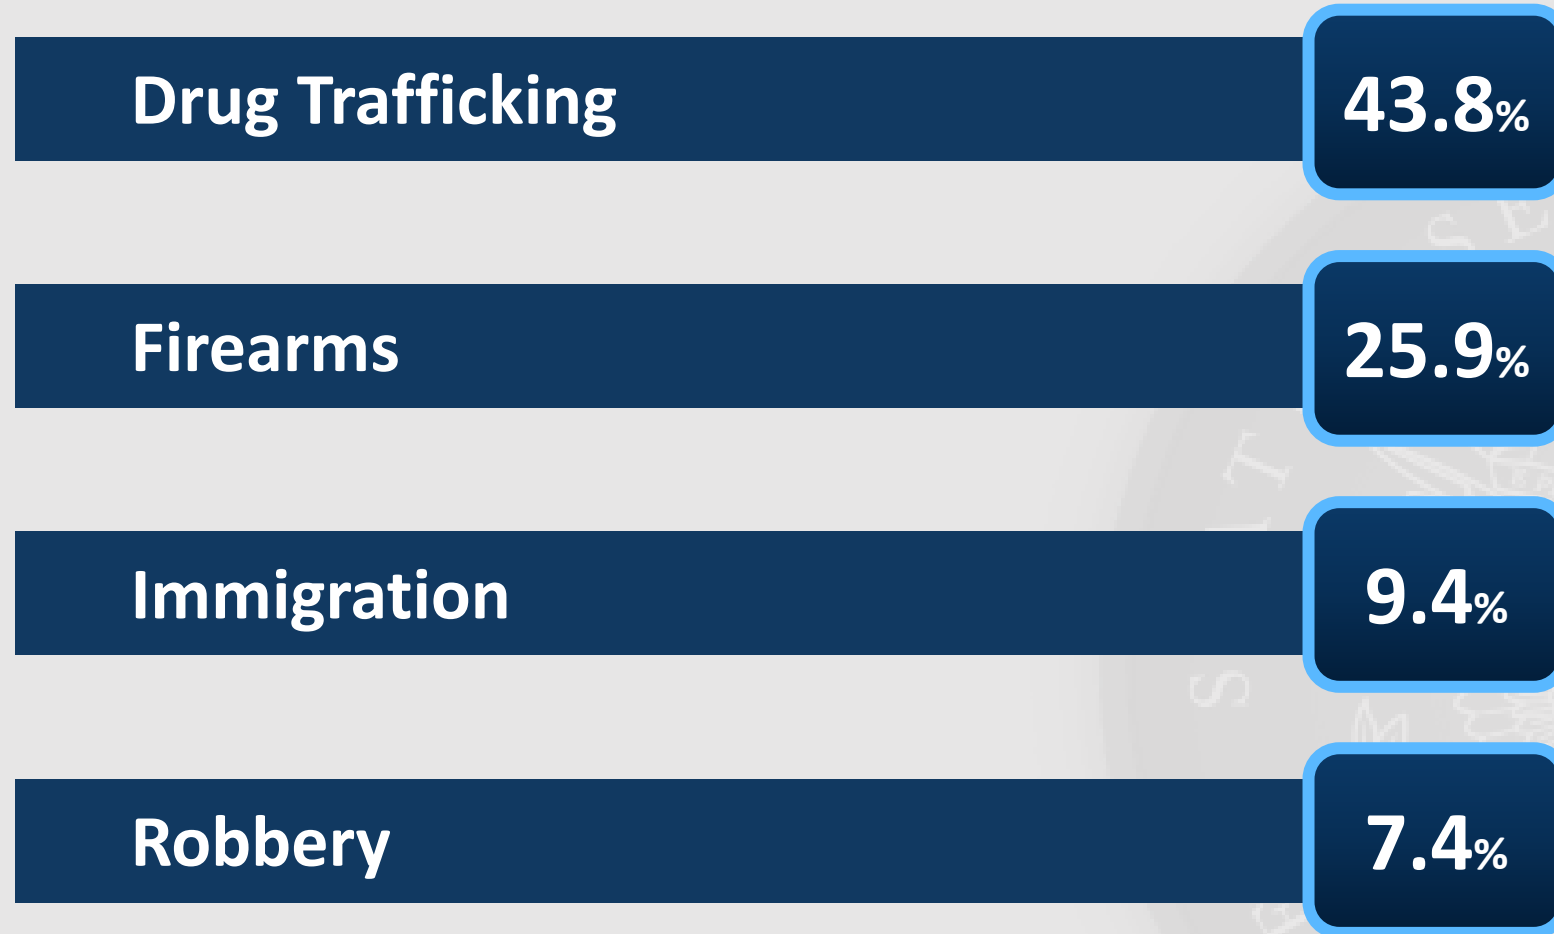 Drug Trafficking 43.8%
Firearms 25.9%
Immigration 9.4%
Robbery 7.4%